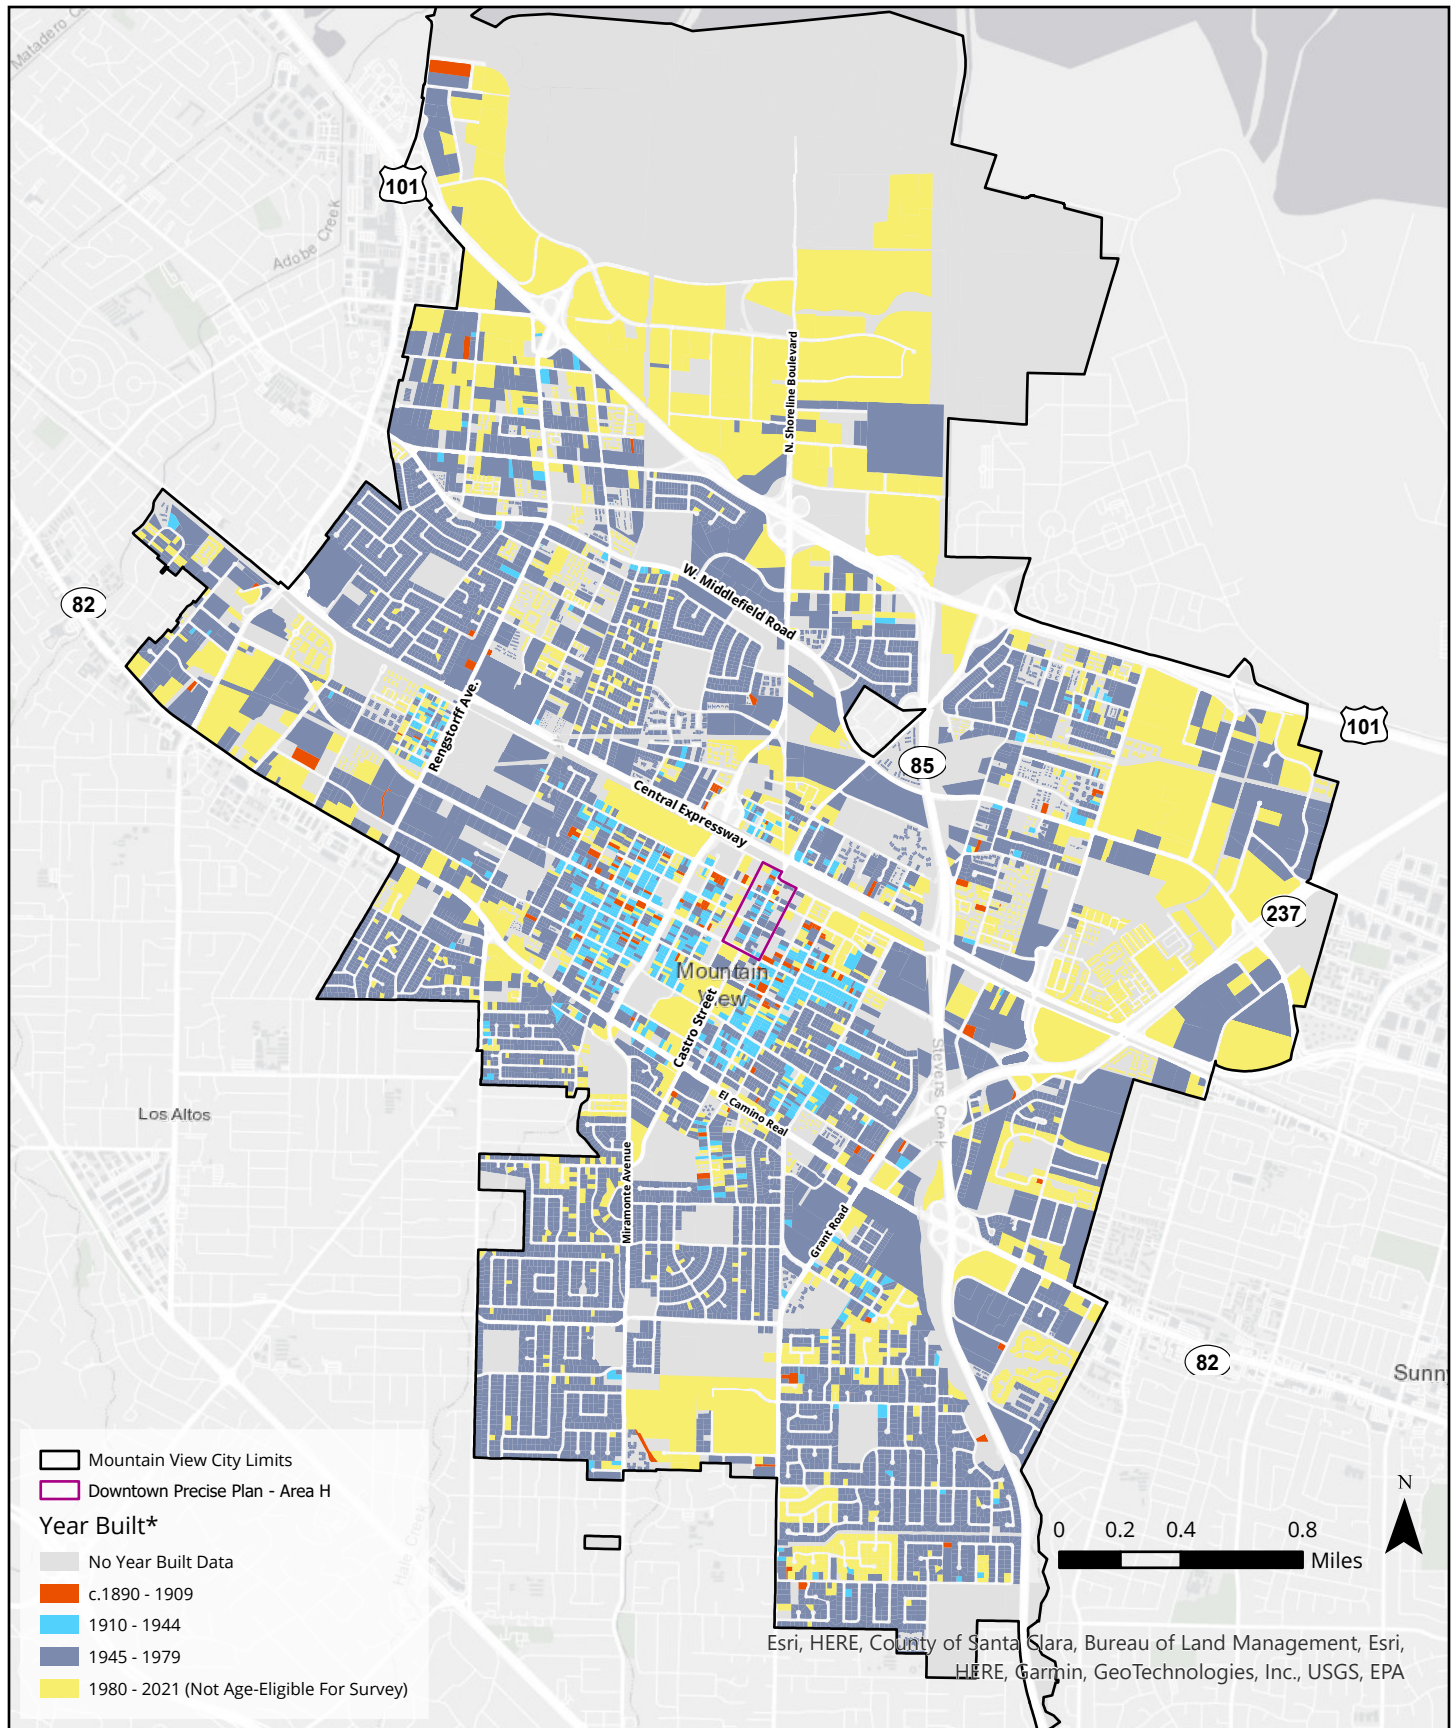 Matadero
101
Adobe Creek
N. Shoreline Boulevard
82
W. Middlefield Road
Rengstorff Ave.
101
85
Central Expressway
237
Mountain
View
Castro Street
Stevens Creek
Los Altos
El Camino Real
Miramonte Avenue
Grant Road
82
Sunny
Mountain View City Limits
Downtown Precise Plan - Area H
Year Built*
No Year Built Data
c.1890 - 1909
1910 - 1944
1945 - 1979
1980 - 2021 (Not Age-Eligible For Survey)
Hale Creek
N
0 0.2 0.4 0.8
Miles
Esri, HERE, County of Santa Clara, Bureau of Land Management, Esri,
HERE, Garmin, GeoTechnologies, Inc., USGS, EPA